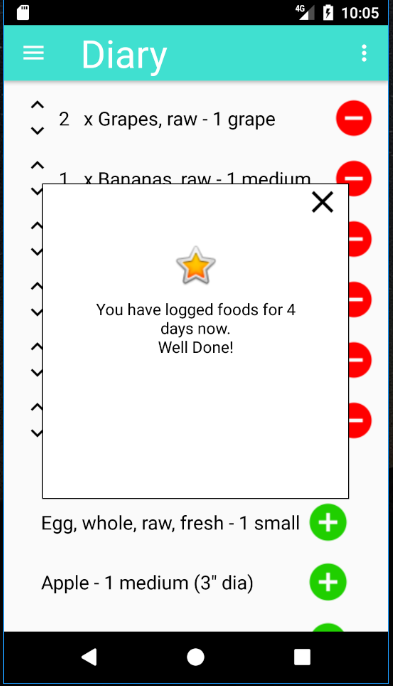 4G 10:05
Diary
2 x Grapes, raw - 1 grape
1 x Bananas, raw - 1 medium
You have logged foods for 4
days now.
Well Done!
Egg, whole, raw, fresh - 1 small
Apple - 1 medium (3" dia)